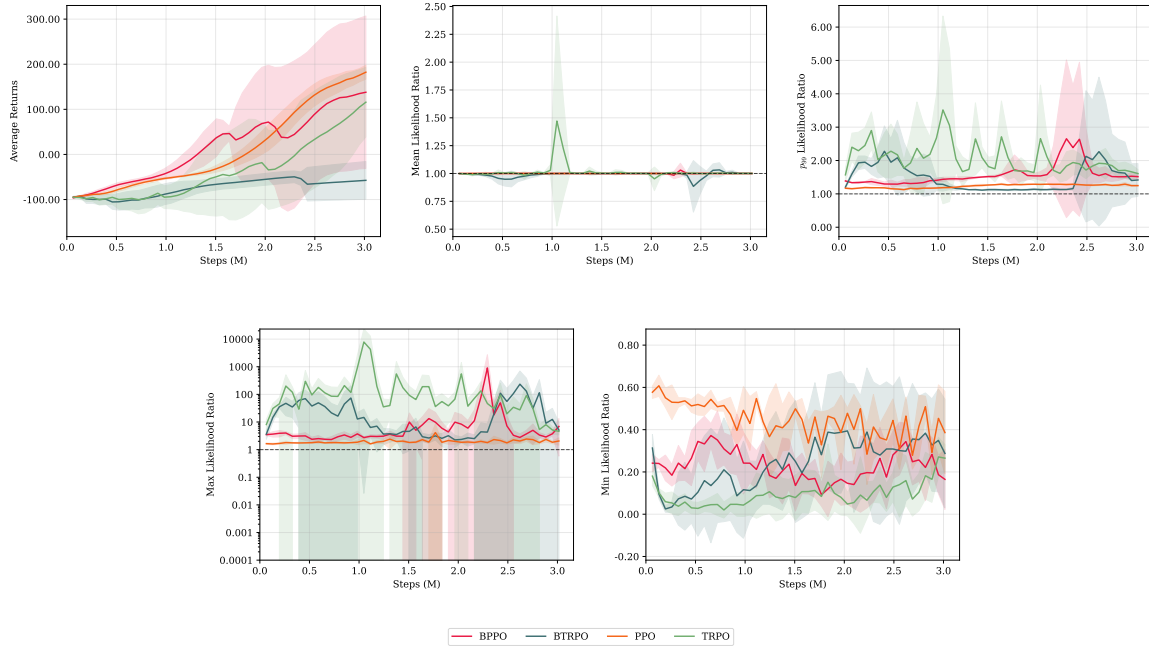 300.00
200.00
100.00
0.00
-100.00
Average Returns
0.0 0.5 1.0 1.5 2.0 2.5 3.0
Steps (M)
2.50
2.25
2.00
1.75
1.50
1.25
1.00
0.75
0.50
Mean Likelihood Ratio
0.0 0.5 1.0 1.5 2.0 2.5 3.0
Steps (M)
6.00
5.00
4.00
3.00
2.00
1.00
0.00
Likelihood Ratio
0.0 0.5 1.0 1.5 2.0 2.5 3.0
Steps (M)
10000
1000
100
10
1
0.1
0.01
0.001
0.0001
Max Likelihood Ratio
0.0 0.5 1.0 1.5 2.0 2.5 3.0
Steps (M)
0.80
0.60
0.40
0.20
0.00
-0.20
Min Likelihood Ratio
0.0 0.5 1.0 1.5 2.0 2.5 3.0
Steps (M)
BPPO BTRPO PPO TRPO